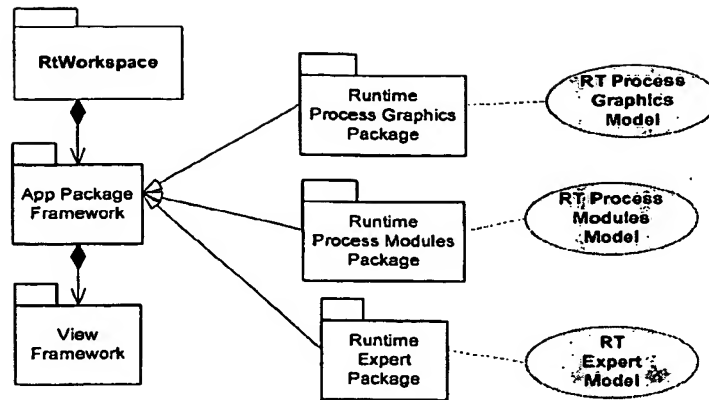 RtWorkspace
App Package
Framework
View
Framework
Runtime
Process Graphics
Package
RT Process
Graphics
Model
Runtime
Process Modules
Package
RT Process
Modules
Model
Runtime
Expert
Package
RT
Expert
Model